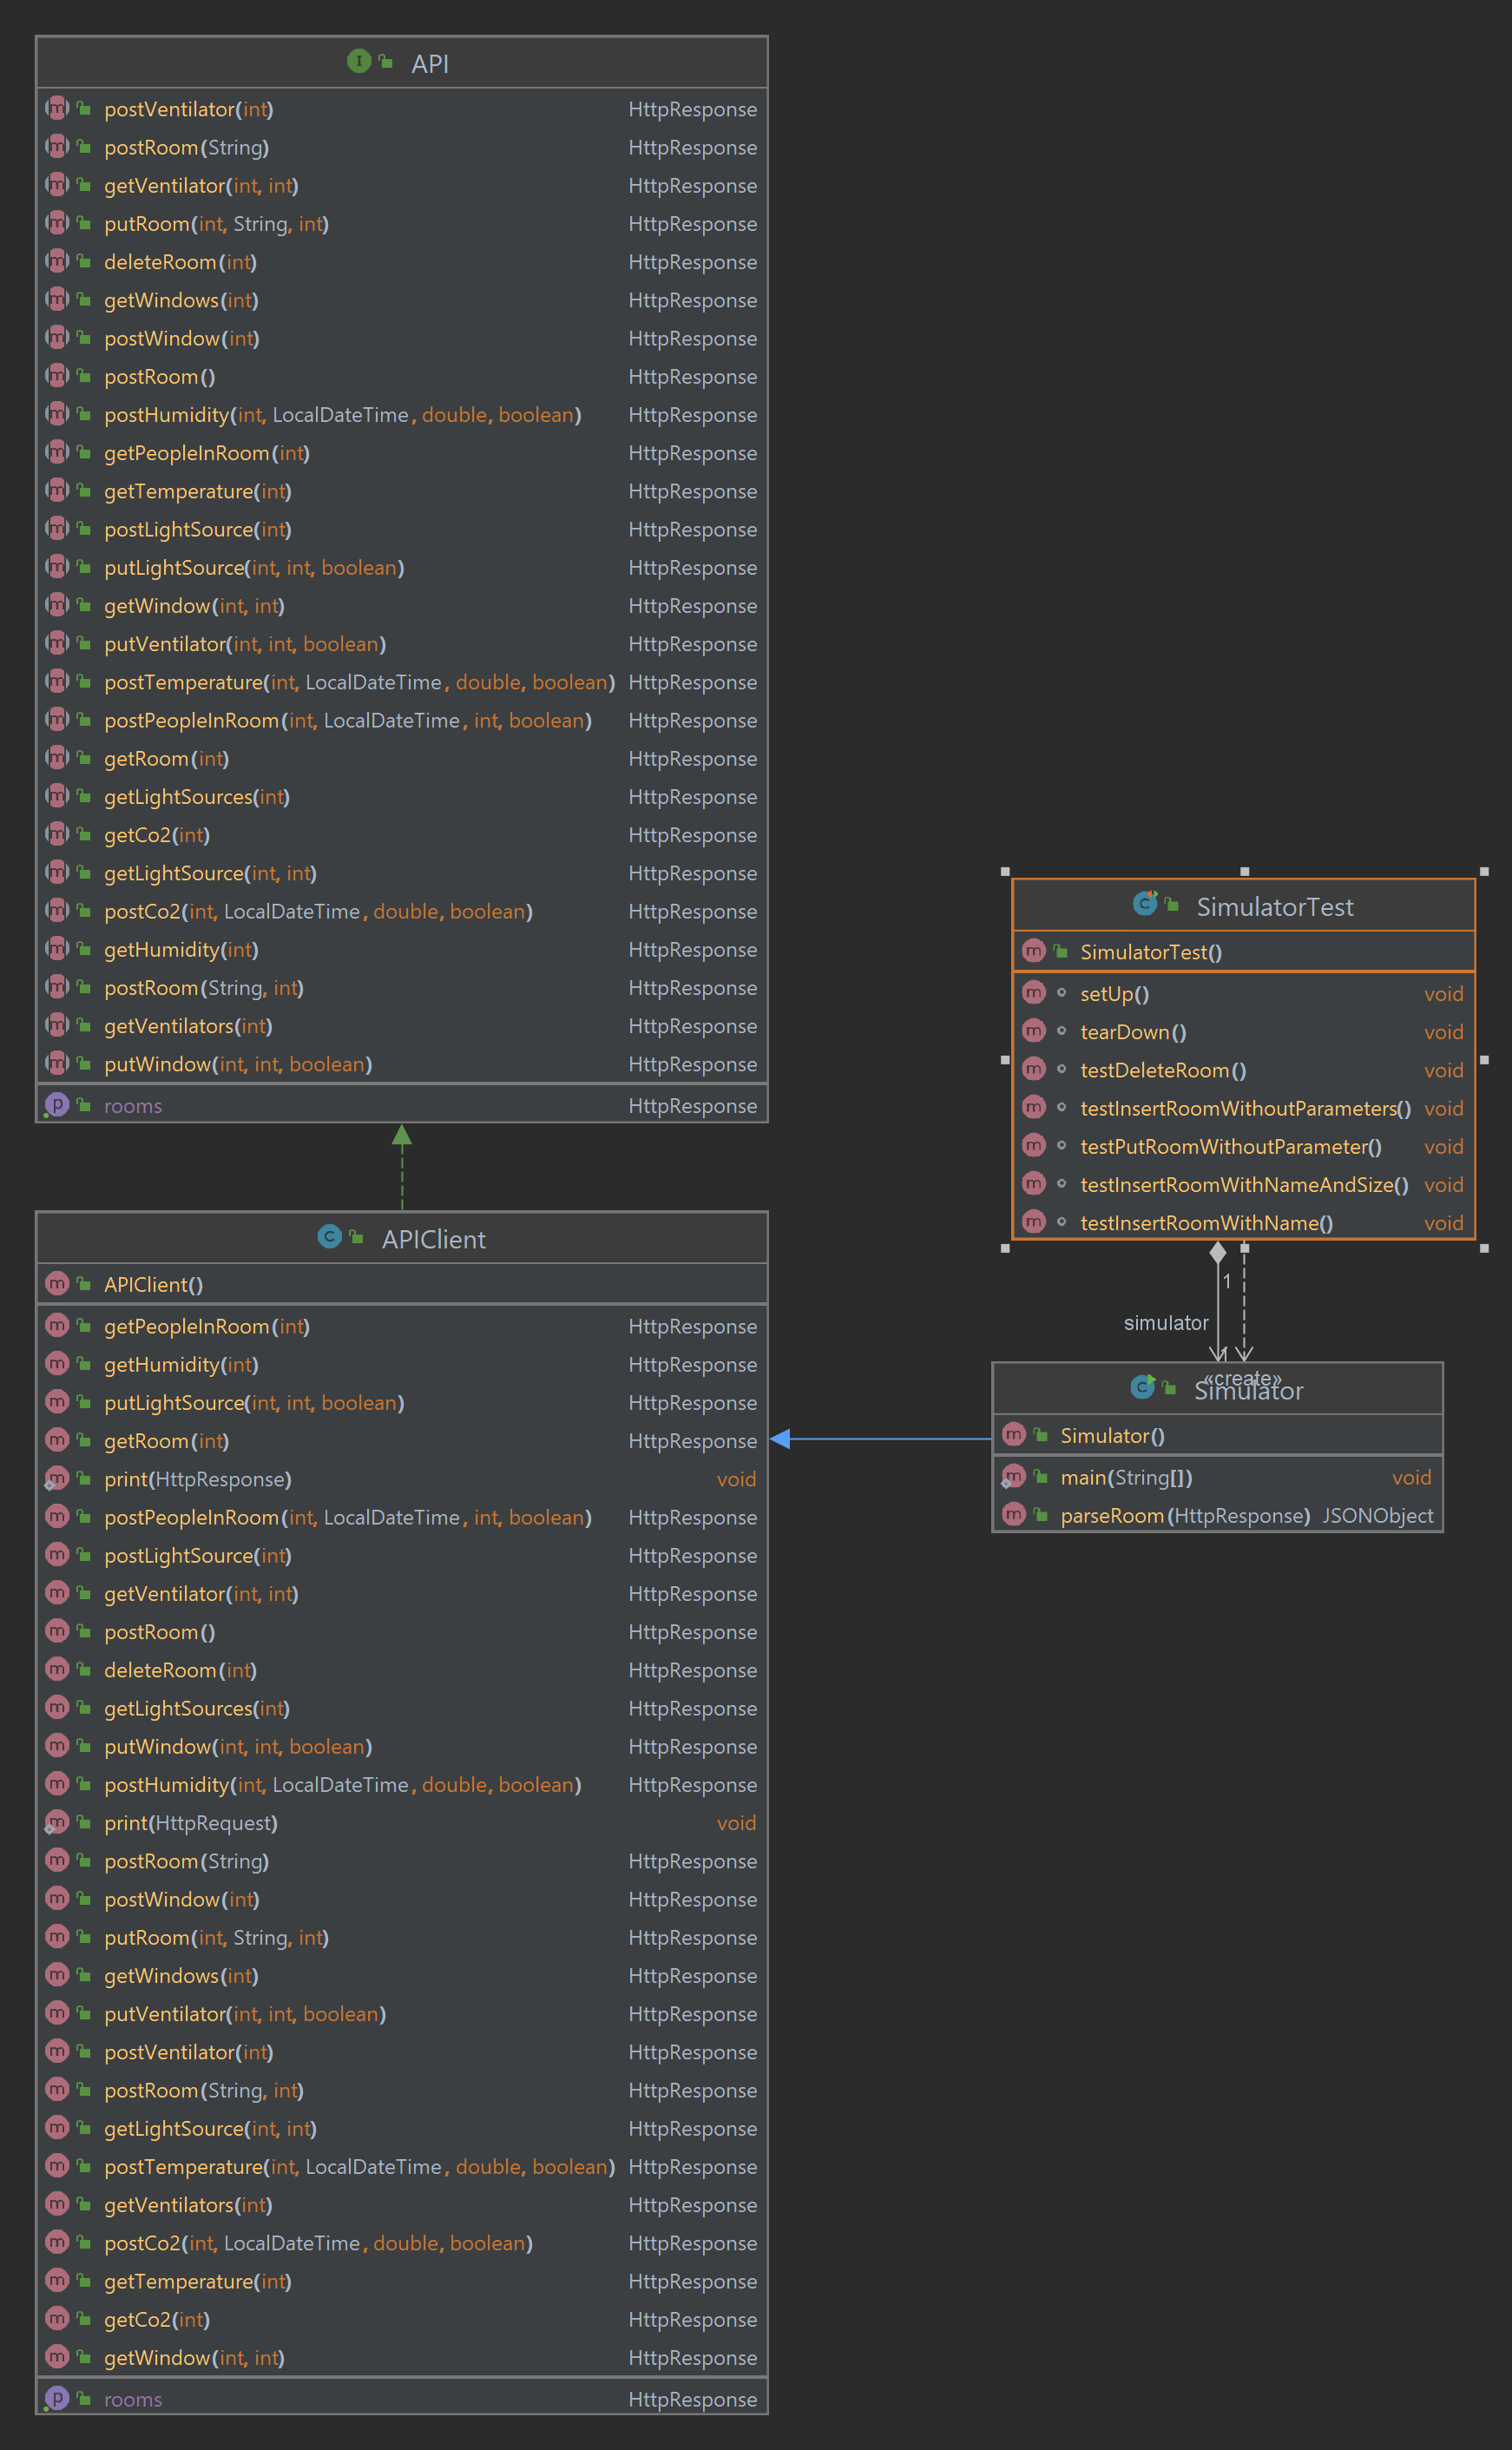 API
postVentilator(int) HttpResponse
postRoom(String) HttpResponse
getVentilator(int, int) HttpResponse
putRoom(int, String, int) HttpResponse
deleteRoom(int) HttpResponse
getWindows(int) HttpResponse
postWindow(int) HttpResponse
postRoom() HttpResponse
postHumidity(int, LocalDateTime, double, boolean) HttpResponse
getPeopleInRoom(int) HttpResponse
getTemperature(int) HttpResponse
postLightSource(int) HttpResponse
putLightSource(int, int, boolean) HttpResponse
getWindow(int, int) HttpResponse
putVentilator(int, int, boolean) HttpResponse
postTemperature(int, LocalDateTime, double, boolean) HttpResponse
postPeopleInRoom(int, LocalDateTime, int, boolean) HttpResponse
getRoom(int) HttpResponse
getLightSources(int) HttpResponse
getCo2(int) HttpResponse
getLightSource(int, int) HttpResponse
postCo2(int, LocalDateTime, double, boolean) HttpResponse
getHumidity(int) HttpResponse
postRoom(String, int) HttpResponse
getVentilators(int) HttpResponse
putWindow(int, int, boolean) HttpResponse
rooms HttpResponse
APIClient
APIClient()
getPeopleInRoom(int) HttpResponse
getHumidity(int) HttpResponse
putLightSource(int, int, boolean) HttpResponse
getRoom(int) HttpResponse
print(HttpResponse) void
postPeopleInRoom(int, LocalDateTime, int, boolean) HttpResponse
postLightSource(int) HttpResponse
getVentilator(int, int) HttpResponse
postRoom() HttpResponse
deleteRoom(int) HttpResponse
getLightSources(int) HttpResponse
putWindow(int, int, boolean) HttpResponse
postHumidity(int, LocalDateTime, double, boolean) HttpResponse
print(HttpRequest) void
postRoom(String) HttpResponse
postWindow(int) HttpResponse
putRoom(int, String, int) HttpResponse
getWindows(int) HttpResponse
putVentilator(int, int, boolean) HttpResponse
postVentilator(int) HttpResponse
postRoom(String, int) HttpResponse
getLightSource(int, int) HttpResponse
postTemperature(int, LocalDateTime, double, boolean) HttpResponse
getVentilators(int) HttpResponse
postCo2(int, LocalDateTime, double, boolean) HttpResponse
getTemperature(int) HttpResponse
getCo2(int) HttpResponse
getWindow(int, int) HttpResponse
rooms HttpResponse
SimulatorTest
SimulatorTest()
setUp() void
tearDown() void
testDeleteRoom() void
testInsertRoomWithoutParameters() void
testPutRoomWithoutParameter() void
testInsertRoomWithNameAndSize() void
testInsertRoomWithName() void
1
simulator
1
«create»
Simulator
Simulator()
main(String[]) void
parseRoom(HttpResponse) JSONObject